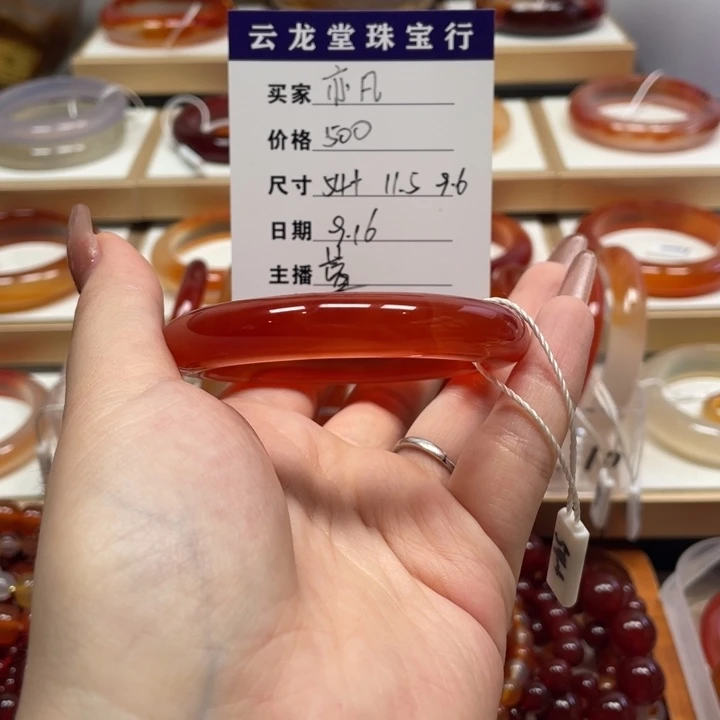 云龙堂珠宝行
买家 亦凡
价格 500
尺寸 54+ 11.5 9.6
日期 9.16
主播